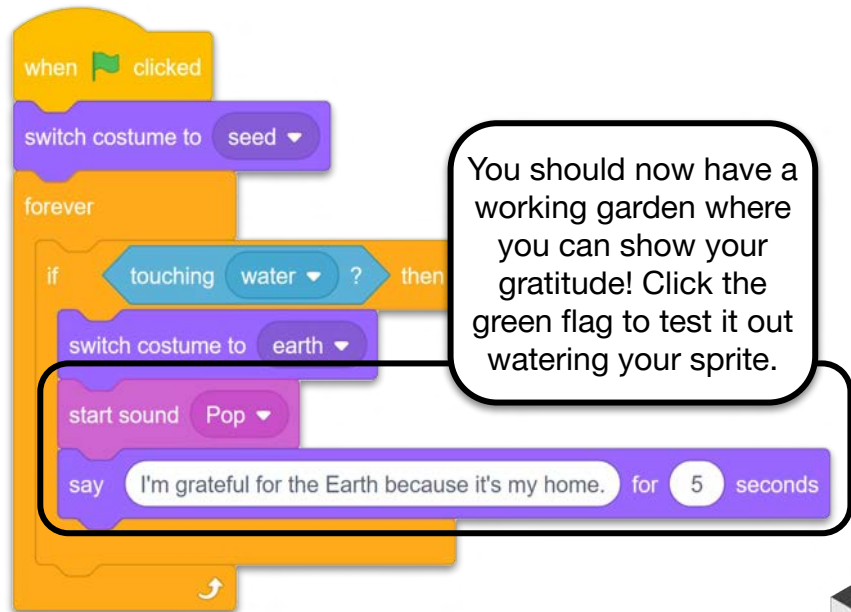 when clicked
switch costume to seed
forever
You should now have a
working garden where
you can show your
gratitude! Click the
green flag to test it out
watering your sprite.
if touching water ? then
switch costume to earth
start sound Pop
say I'm grateful for the Earth because it's my home. for 5 seconds